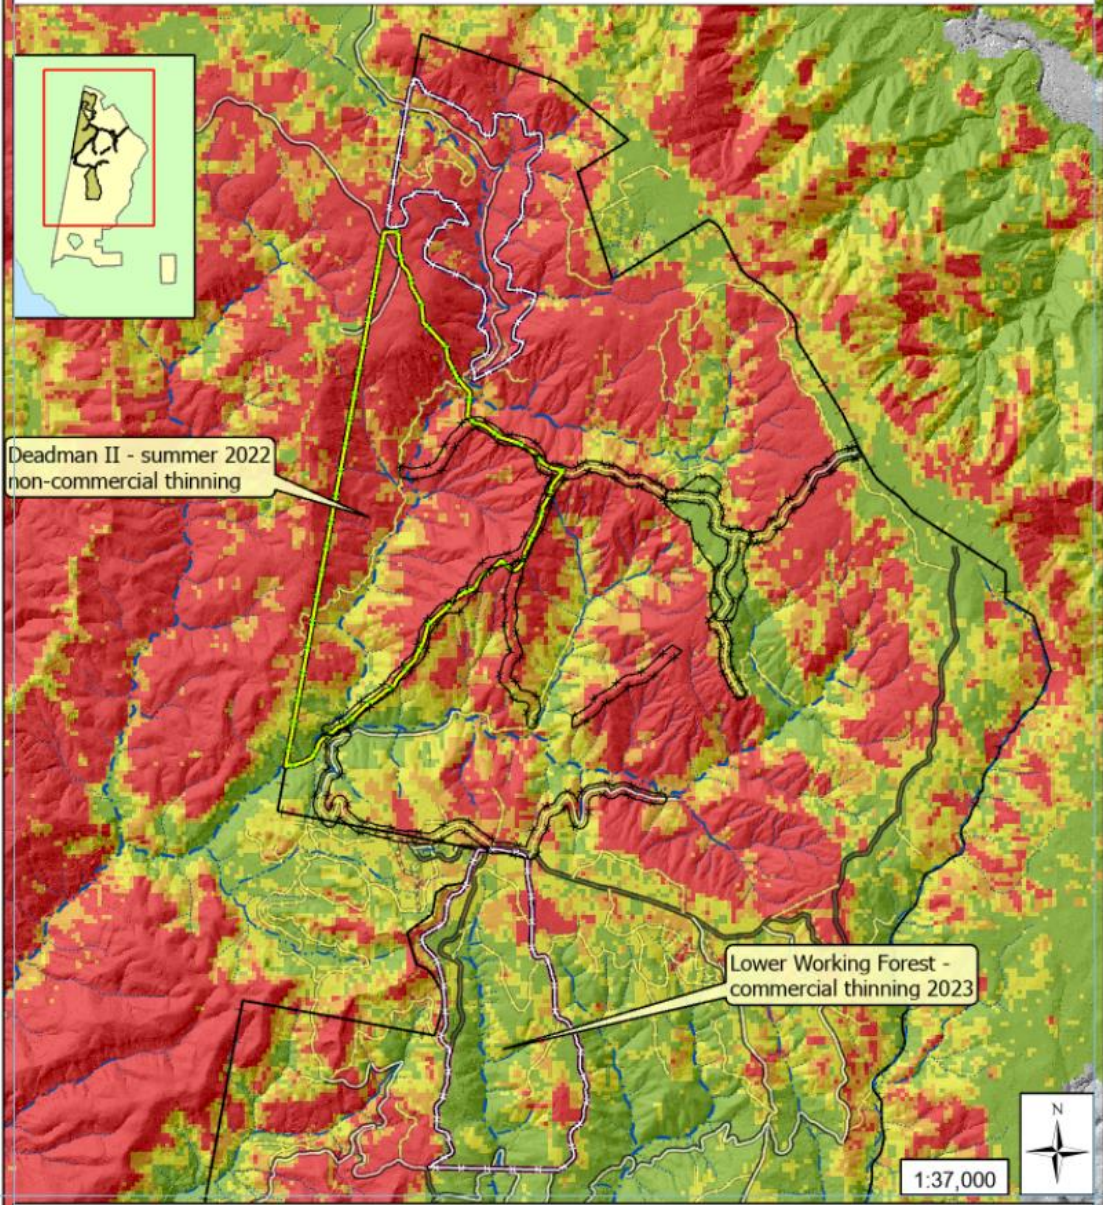 Deadman II - summer 2022
non-commercial thinning
Lower Working Forest -
commercial thinning 2023
N
1:37,000